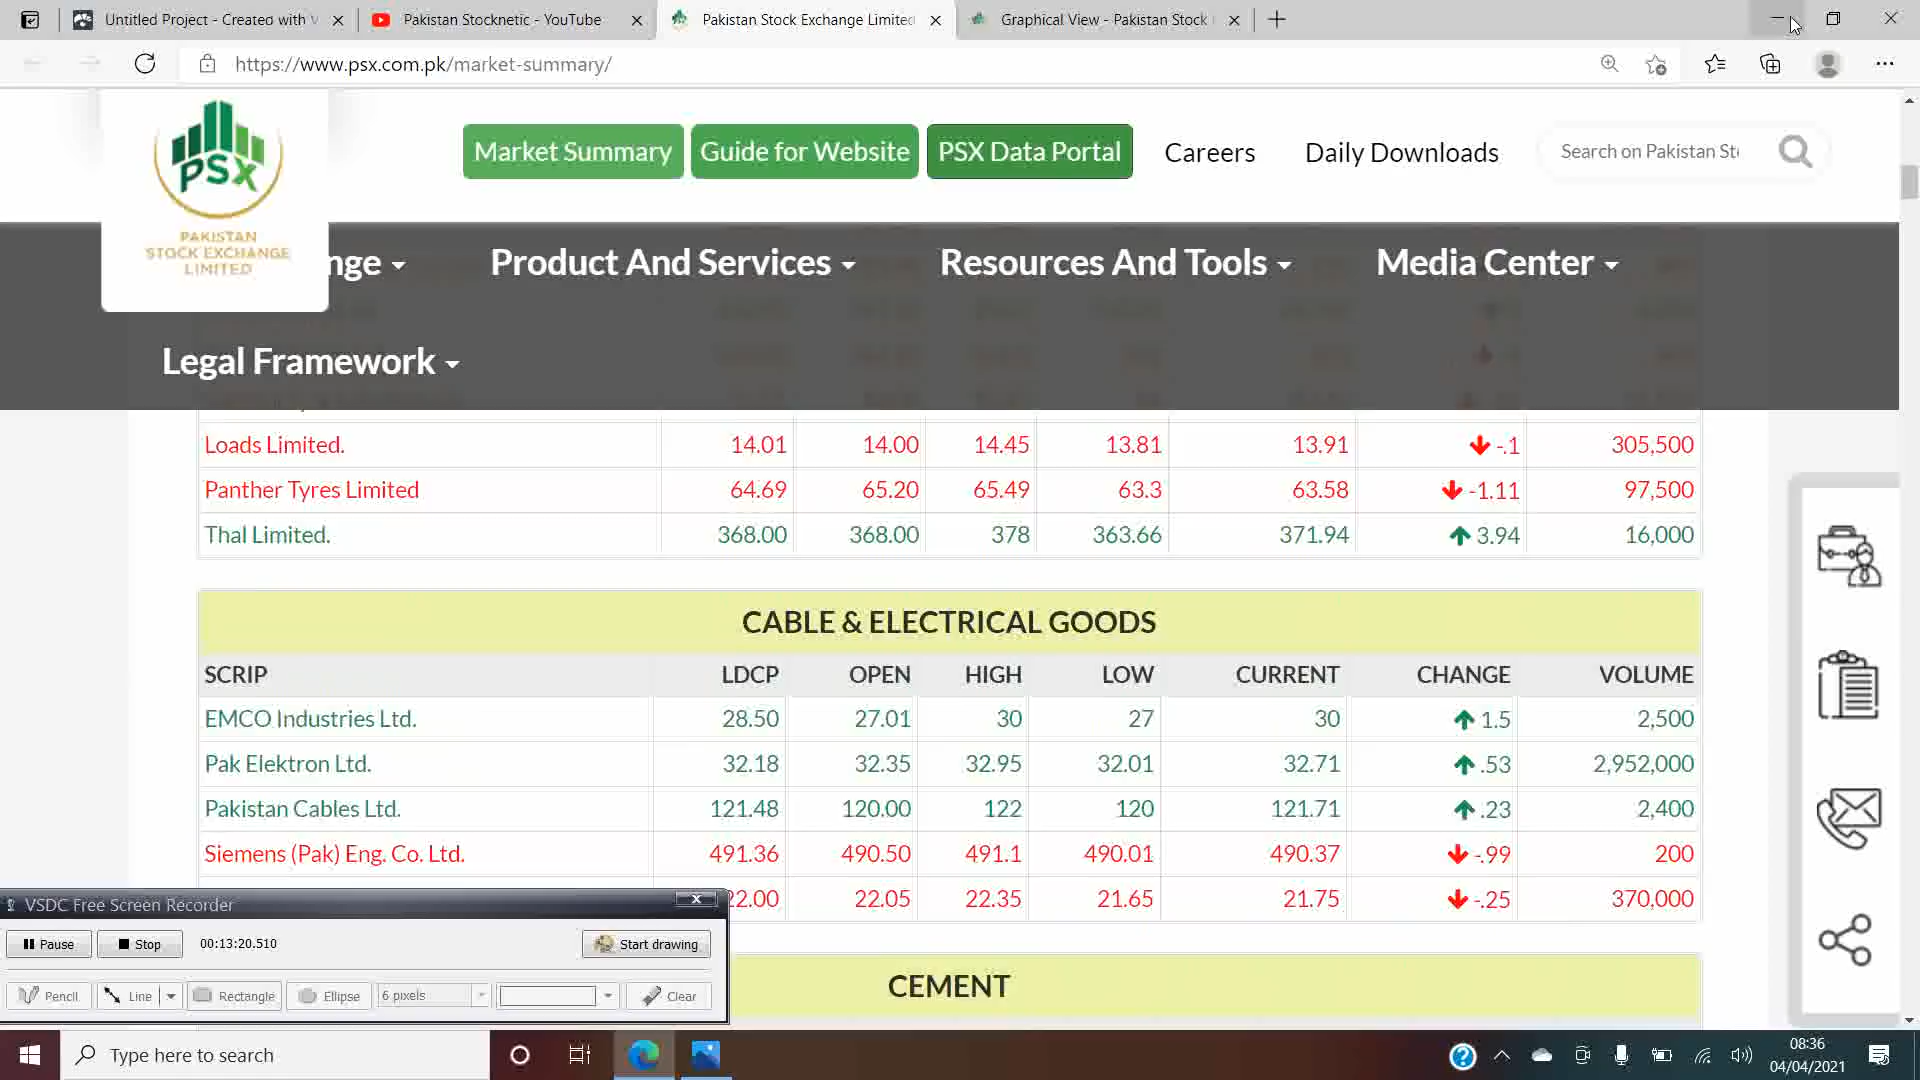 Untitled Project - Created with V
Pakistan Stocknetic - YouTube
Pakistan Stock Exchange Limited
Graphical View - Pakistan Stock
https://www.psx.com.pk/market-summary/
PSX
PAKISTAN
STOCK EXCHANGE
LIMITED
Market Summary
Guide for Website
PSX Data Portal
Careers
Daily Downloads
Search on Pakistan Sto
nge
Product And Services
Resources And Tools
Media Center
Legal Framework
Loads Limited. 14.01 14.00 14.45 13.81 13.91 -.1 305,500
Panther Tyres Limited 64.69 65.20 65.49 63.3 63.58 -1.11 97,500
Thal Limited. 368.00 368.00 378 363.66 371.94 3.94 16,000
CABLE & ELECTRICAL GOODS
SCRIP LDCP OPEN HIGH LOW CURRENT CHANGE VOLUME
EMCO Industries Ltd. 28.50 27.01 30 27 30 1.5 2,500
Pak Elektron Ltd. 32.18 32.35 32.95 32.01 32.71 .53 2,952,000
Pakistan Cables Ltd. 121.48 120.00 122 120 121.71 .23 2,400
Siemens (Pak) Eng. Co. Ltd. 491.36 490.50 491.1 490.01 490.37 -.99 200
22.00 22.05 22.35 21.65 21.75 -.25 370,000
CEMENT
VSDC Free Screen Recorder
Pause
Stop
00:13:20.510
Start drawing
Pencil
Line
Rectangle
Ellipse
6 pixels
Clear
Type here to search
08:36
04/04/2021